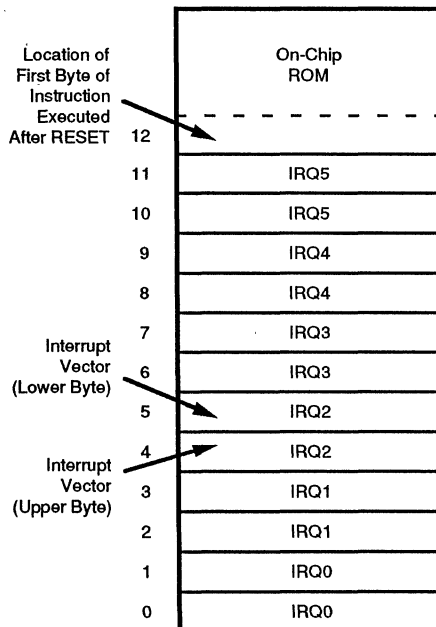 Location of
First Byte of
Instruction
Executed
After RESET
On-Chip
ROM
12
11 IRQ5
10 IRQ5
9 IRQ4
8 IRQ4
7 IRQ3
6 IRQ3
Interrupt
Vector
(Lower Byte)
5 IRQ2
4 IRQ2
Interrupt
Vector
(Upper Byte)
3 IRQ1
2 IRQ1
1 IRQ0
0 IRQ0